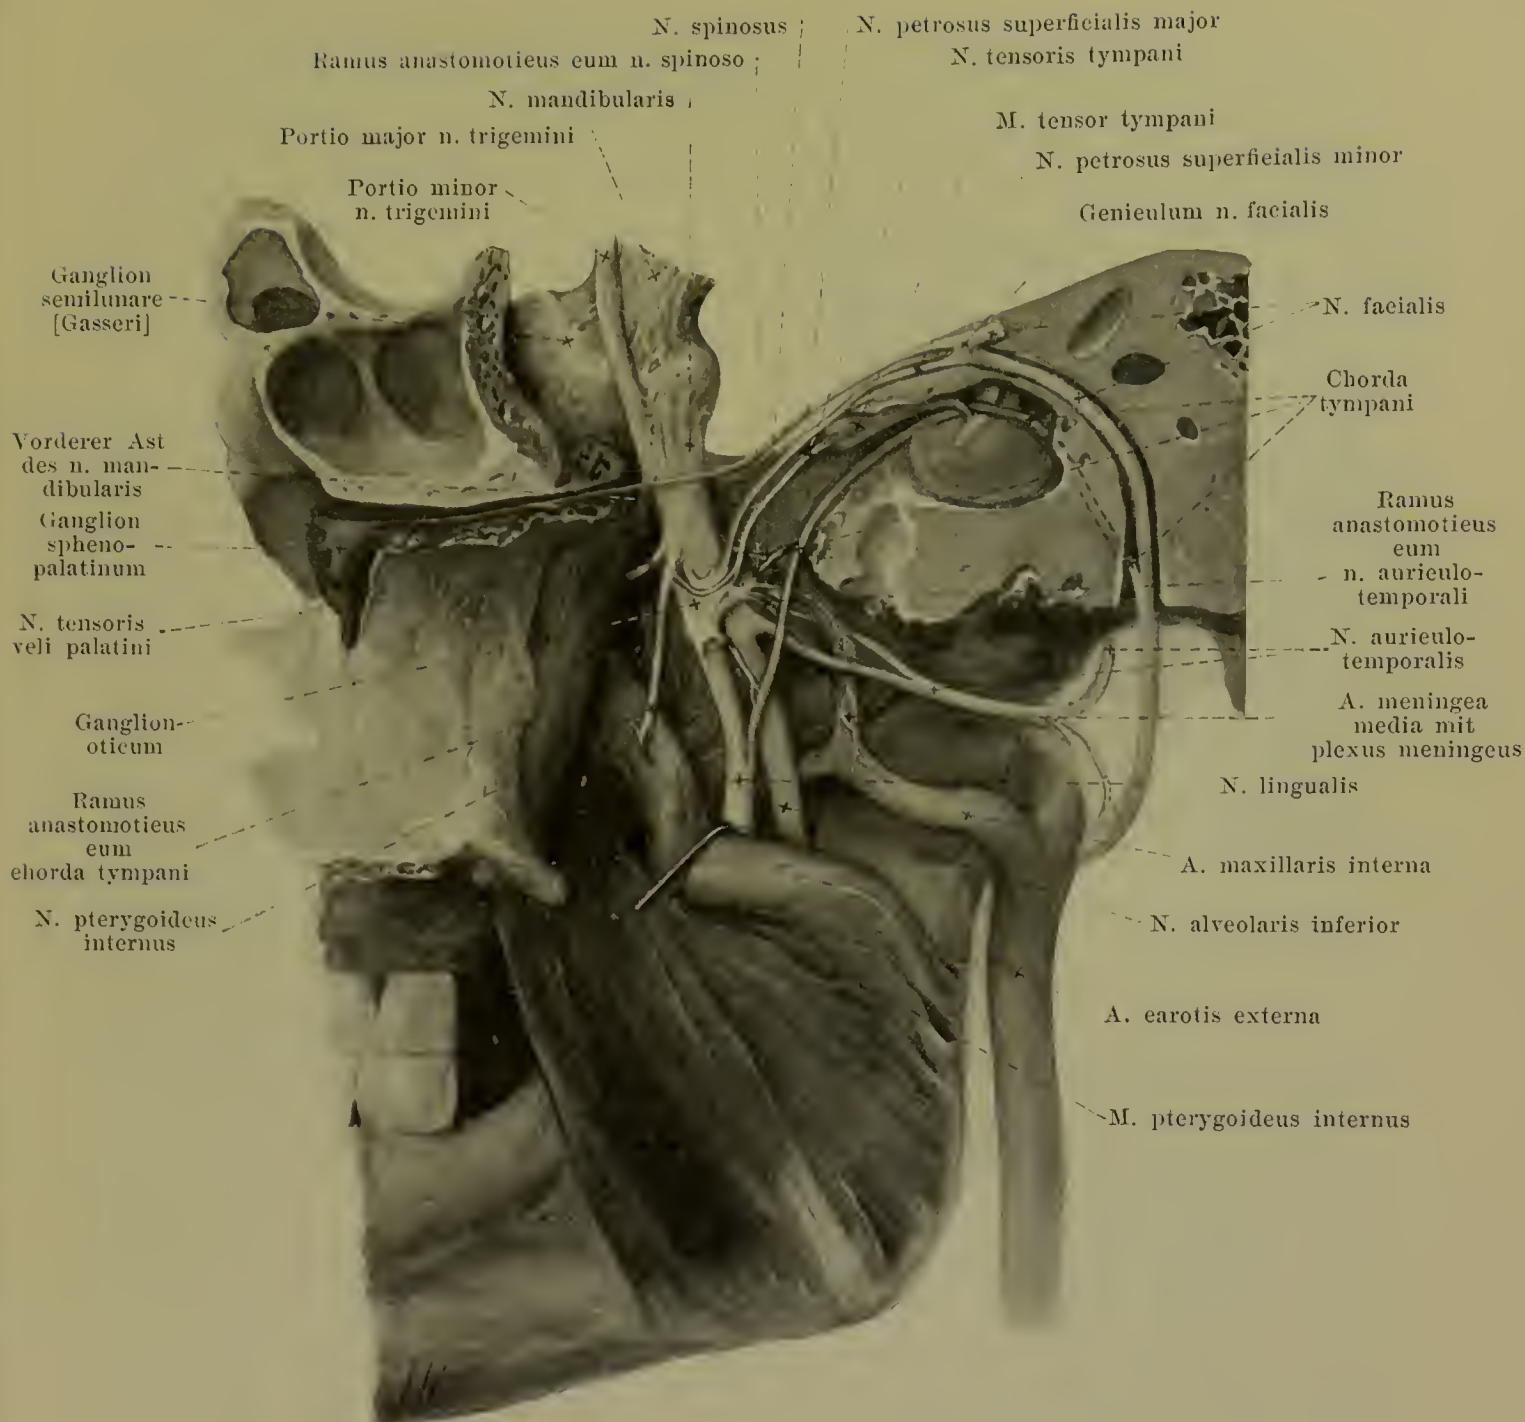 N. spinosus
Ramus anastomoticus cum n. spinoso
N. mandibularis
Portio major n. trigemini
Portio minor
n. trigemini
N. petrosus superficialis major
N. tensoris tympani
M. tensor tympani
N. petrosus superficialis minor
Geniculum n. facialis
Ganglion
semilunare
[Gasseri]
Vorderer Ast
des n. man-
dibularis
Ganglion
spheno-
palatinum
N. tensoris
veli palatini
Ganglion
oticum
Ramus
anastomoticus
cum
chorda tympani
N. pterygoideus
internus
N. facialis
Chorda
tympani
Ramus
anastomoticus
cum
n. auriculo-
temporali
N. auriculo-
temporalis
A. meningea
media mit
plexus meningeus
N. lingualis
A. maxillaris interna
N. alveolaris inferior
A. carotis externa
M. pterygoideus internus